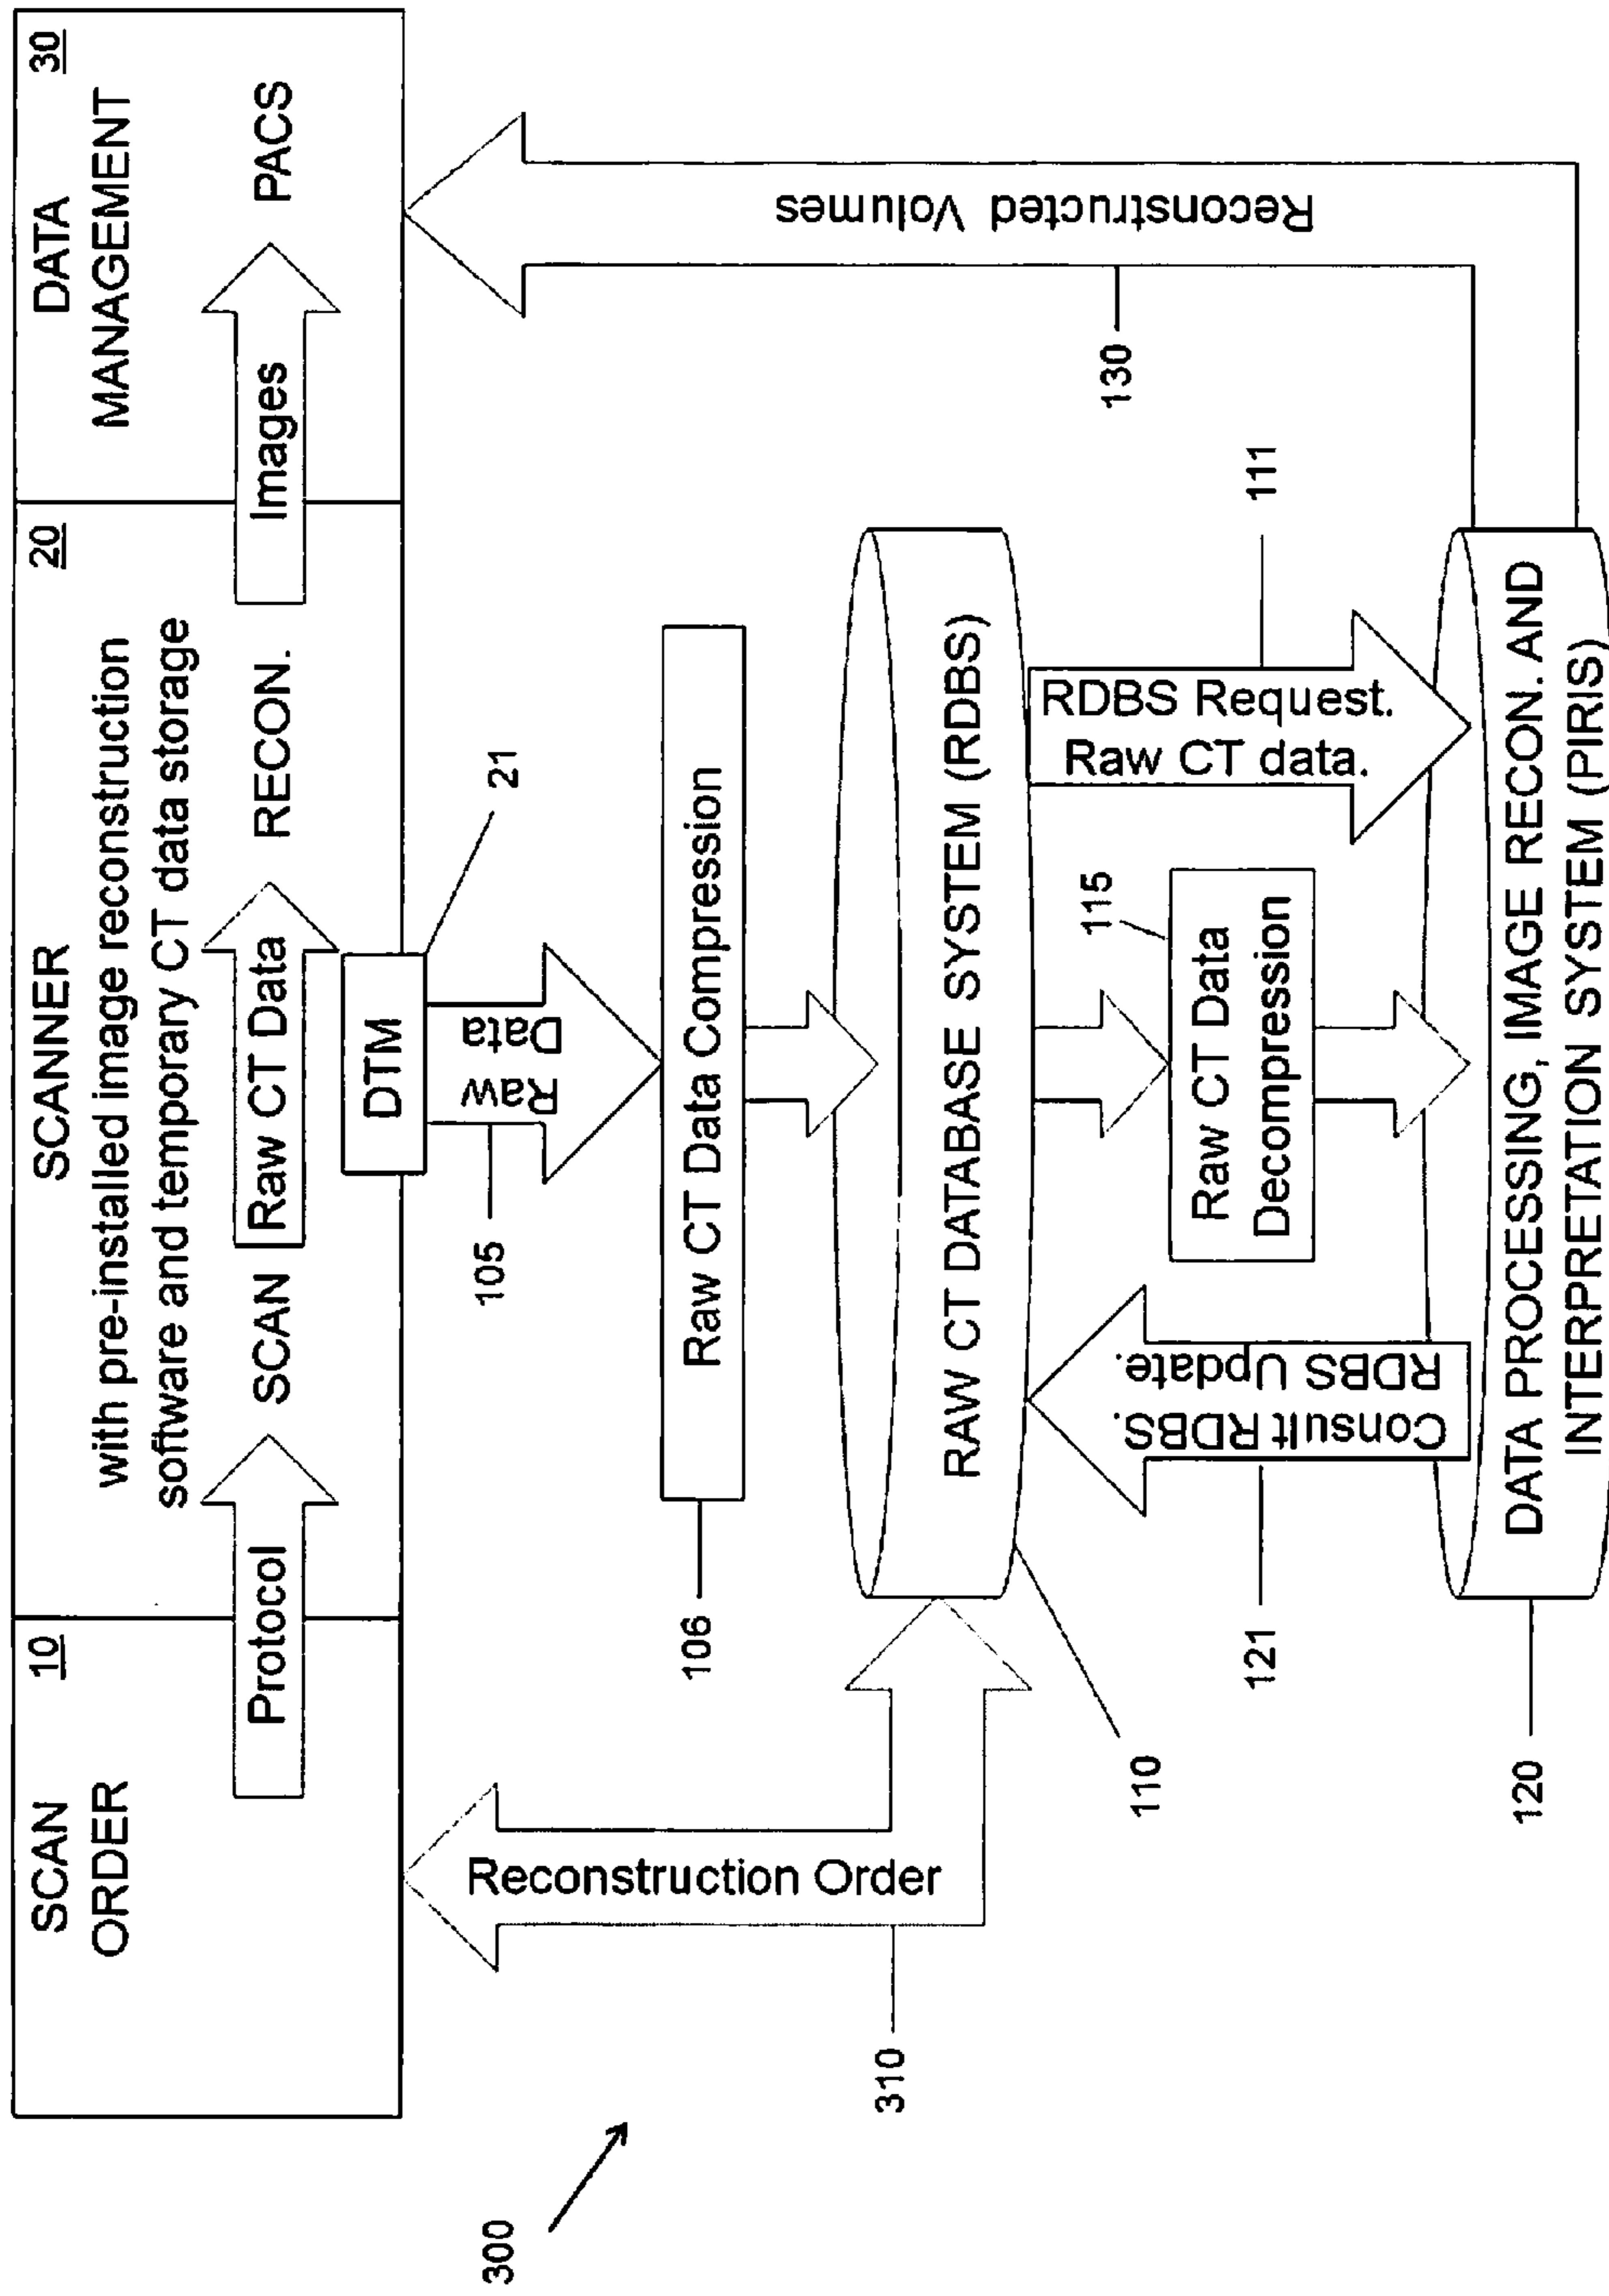 SCAN
ORDER
10
Protocol
SCANNER
20
with pre-installed image reconstruction
software and temporary CT data storage
SCAN
Raw CT Data
RECON.
Images
DATA
MANAGEMENT
30
PACS
DTM
21
Raw
Data
105
Raw CT Data Compression
106
RAW CT DATABASE SYSTEM (RDBS)
110
Reconstruction Order
310
300
Consult RDBS.
RDBS Update.
121
Raw CT Data
Decompression
115
RDBS Request.
Raw CT data.
111
Reconstructed Volumes
130
DATA PROCESSING, IMAGE RECON. AND
INTERPRETATION SYSTEM (PIRIS)
120